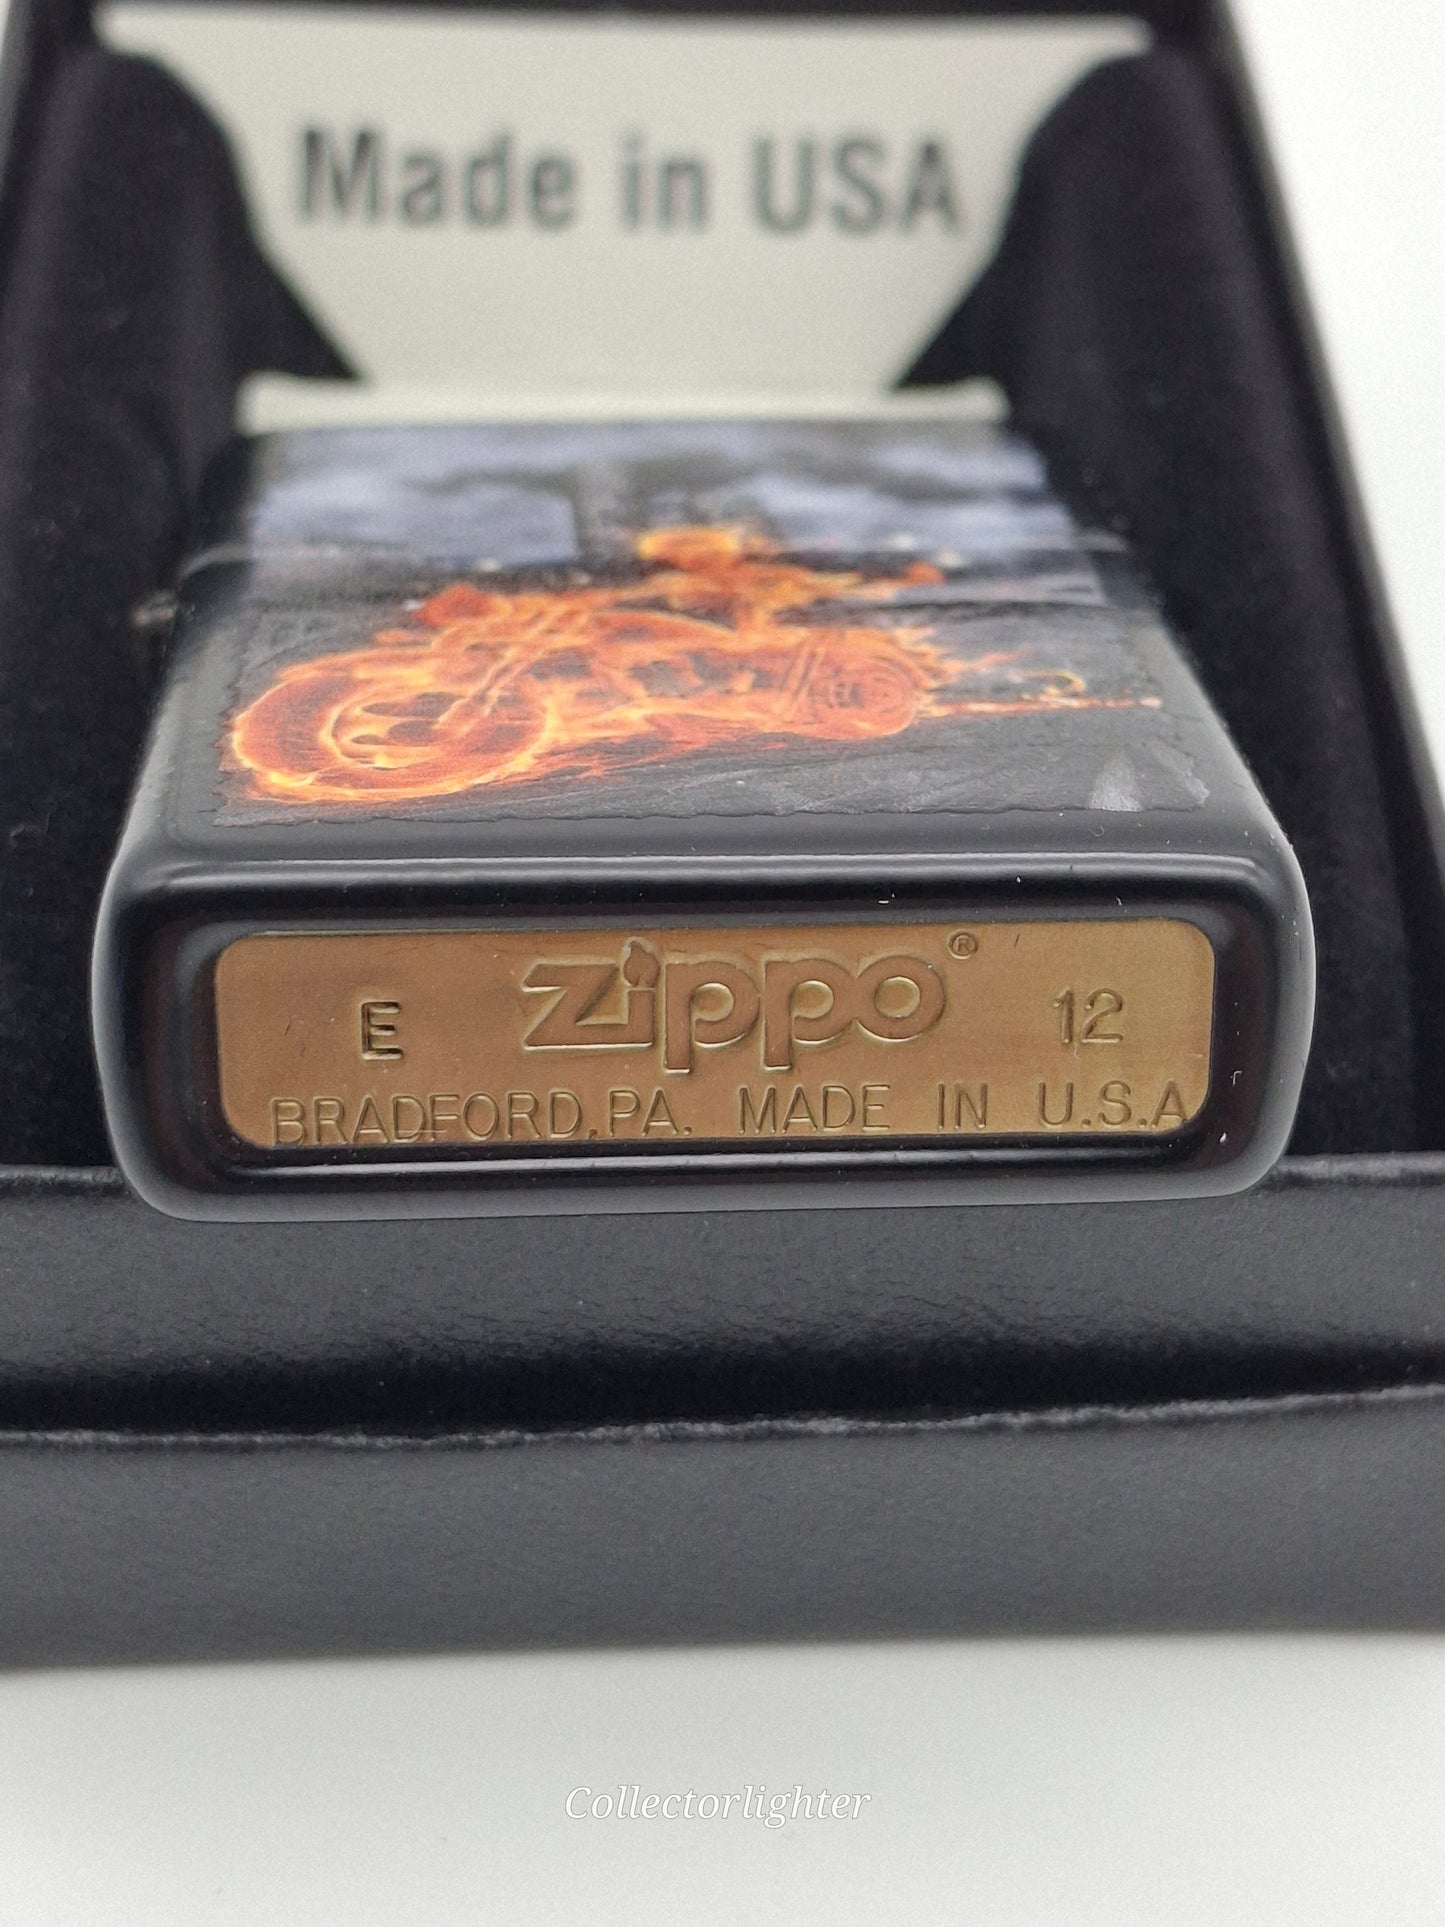 Made in USA
E zippo ® 12
BRADFORD,PA. MADE IN U.S.A
Collectorlighter